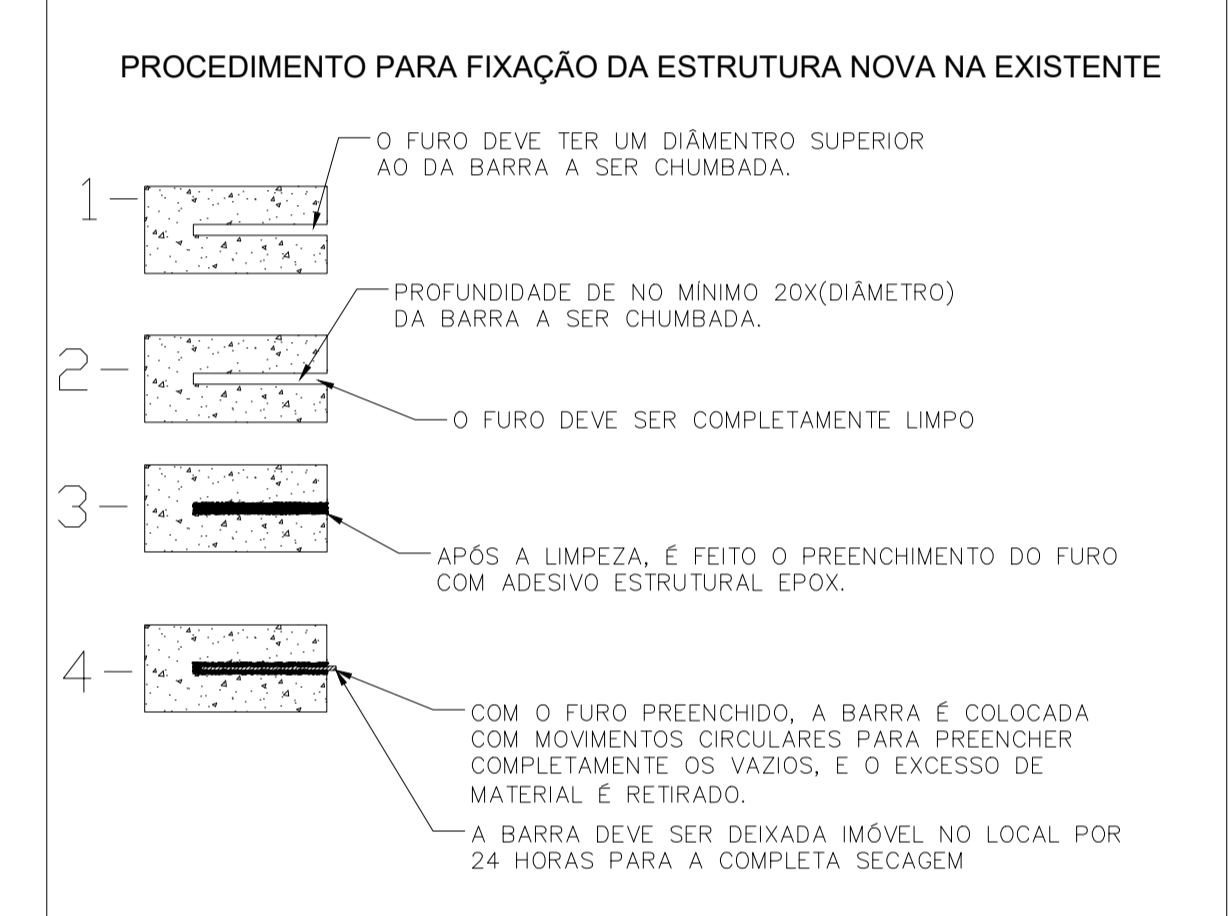 PROCEDIMENTO PARA FIXAÇÃO DA ESTRUTURA NOVA NA EXISTENTE
O FURO DEVE TER UM DIÂMENTRO SUPERIOR
AO DA BARRA A SER CHUMBADA.
1
PROFUNDIDADE DE NO MÍNIMO 20X(DIÂMETRO)
DA BARRA A SER CHUMBADA.
2
O FURO DEVE SER COMPLETAMENTE LIMPO
3
APÓS A LIMPEZA, É FEITO O PREENCHIMENTO DO FURO
COM ADESIVO ESTRUTURAL EPOX.
4
COM O FURO PREENCHIDO, A BARRA É COLOCADA
COM MOVIMENTOS CIRCULARES PARA PREENCHER
COMPLETAMENTE OS VAZIOS, E O EXCESSO DE
MATERIAL É RETIRADO.
A BARRA DEVE SER DEIXADA IMÓVEL NO LOCAL POR
24 HORAS PARA A COMPLETA SECAGEM